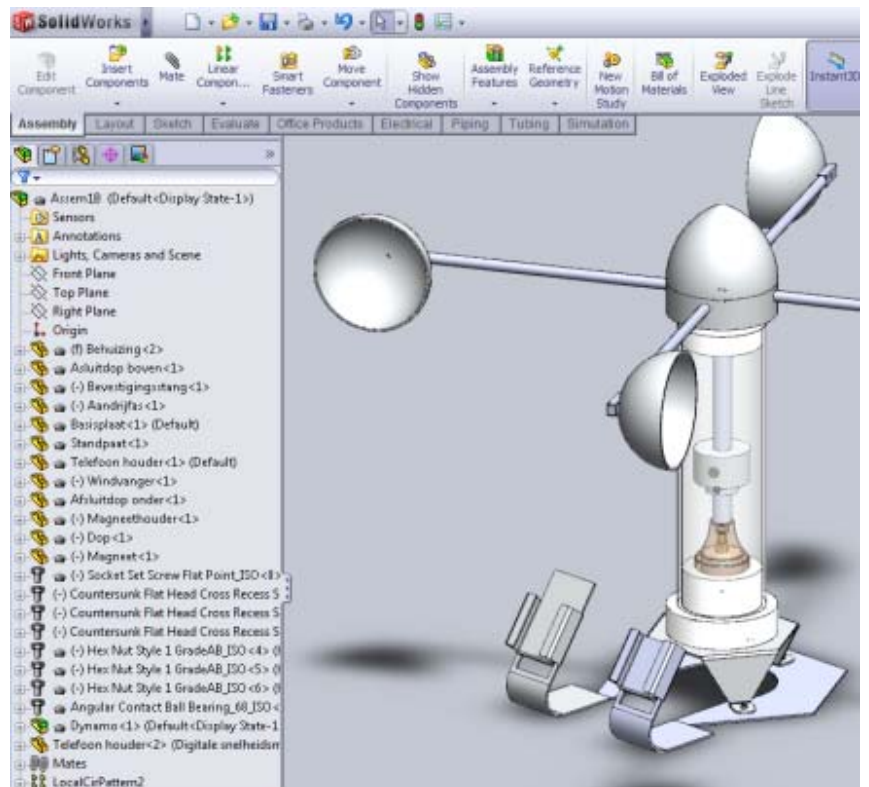 SolidWorks
Edit Component
Insert Components
Mate
Linear Compon...
Smart Fasteners
Move Component
Show Hidden Components
Assembly Features
Reference Geometry
New Motion Study
Bill of Materials
Exploded View
Explode Line Sketch
Instant3D
Assembly Layout Sketch Evaluate Office Products Electrical Piping Tubing Simulation
»
Assem18 (Default<Display State-1>)
Sensors
Annotations
Lights, Cameras and Scene
Front Plane
Top Plane
Right Plane
Origin
(f) Behuizing<2>
Asluitdop boven<1>
(-) Bevestigingsstang<1>
(-) Aandrijfas<1>
Basisplaat<1> (Default)
Standpaat<1>
Telefoon houder<1> (Default)
(-) Windvanger<1>
Afsluitdop onder<1>
(-) Magneethouder<1>
(-) Dop<1>
(-) Magneet<1>
(-) Socket Set Screw Flat Point_ISO<8>
(-) Countersunk Flat Head Cross Recess S
(-) Countersunk Flat Head Cross Recess S
(-) Countersunk Flat Head Cross Recess S
(-) Hex Nut Style 1 GradeAB_ISO <4> (
(-) Hex Nut Style 1 GradeAB_ISO <5> (
(-) Hex Nut Style 1 GradeAB_ISO <6> (
Angular Contact Ball Bearing_68_ISO <
Dynamo<1> (Default<Display State-1
Telefoon houder<2> (Digitale snelheidsm
Mates
LocalCirPattern2